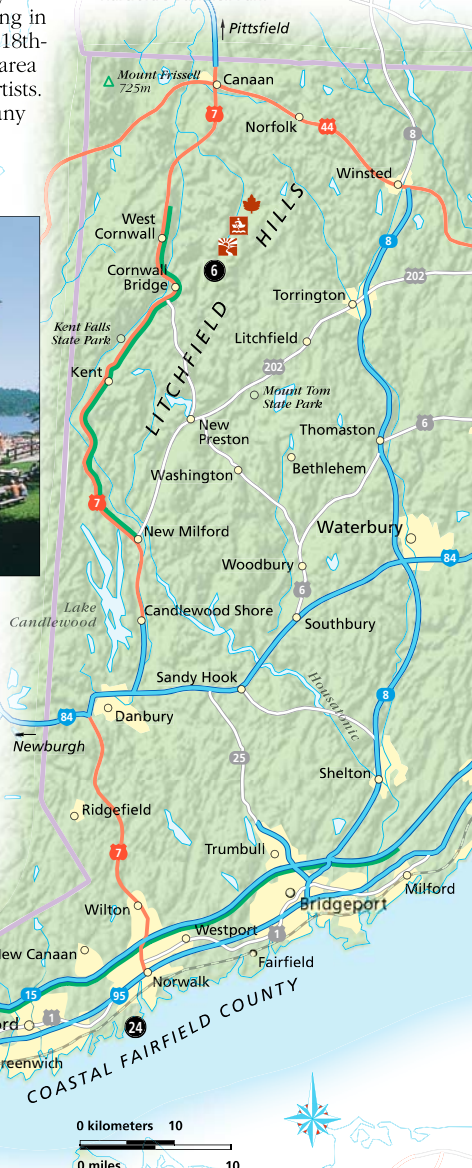 ing in
18th-
area
tists.
Pittsfield
Mount Frissell
725m
Canaan
7
Norfolk
44
8
Winsted
West
Cornwall
8
HILLS
LITCHFIELD
6
Cornwall
Bridge
202
Torrington
Kent Falls
State Park
Litchfield
202
Kent
Mount Tom
State Park
New
Preston
Thomaston
6
Washington
Bethlehem
7
Waterbury
New Milford
84
Woodbury
6
Lake
Candlewood
Candlewood Shore
Southbury
Sandy Hook
Housatonic
8
84
Danbury
Newburgh
25
Shelton
Ridgefield
7
Trumbull
Milford
Bridgeport
Wilton
Westport
1
New Canaan
Fairfield
Norwalk
15
95
1
ord
24
reenwich
COASTAL FAIRFIELD COUNTY
0 kilometers 10
0 miles 10